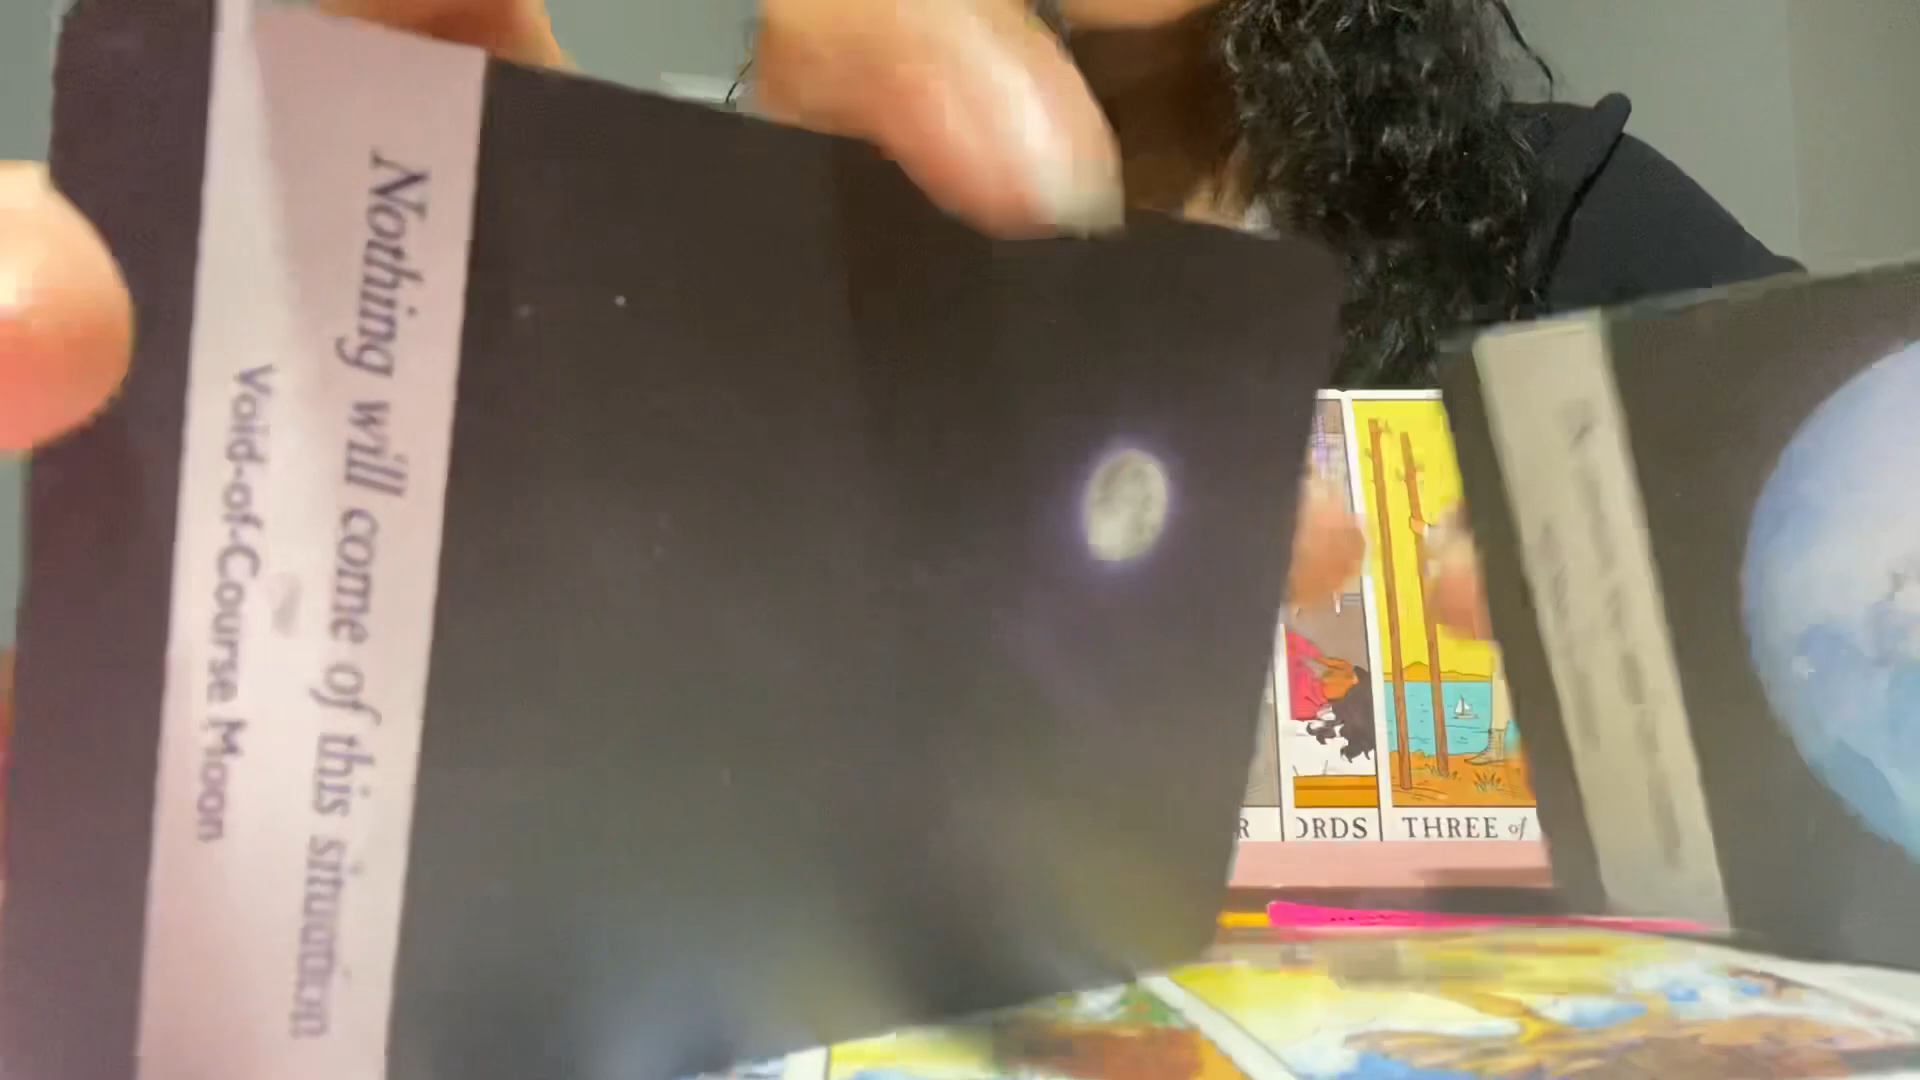 Nothing will come of this situation
Void-of-Course Moon
R
ORDS
THREE of